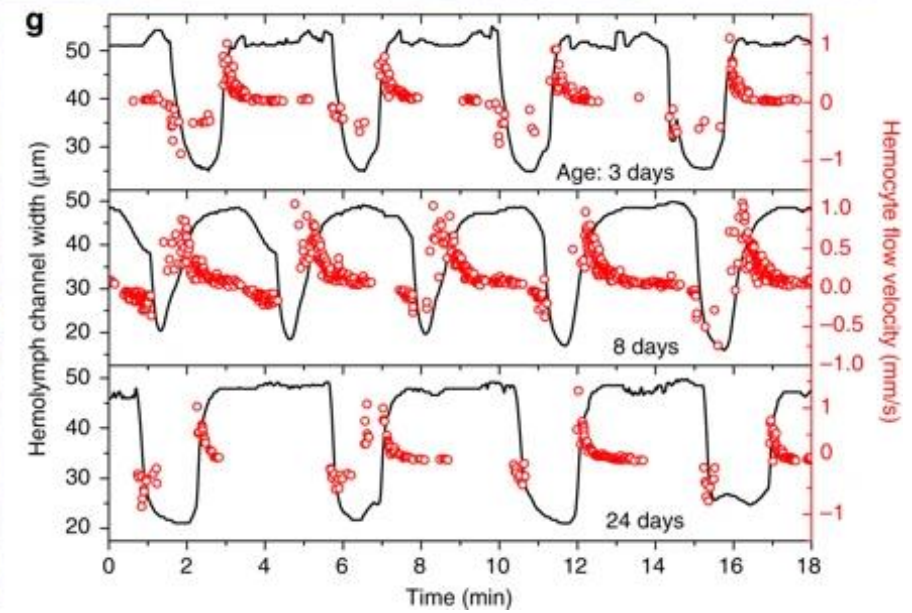 g
Hemolymph channel width (μm)
50
40
30
Age: 3 days
1
0
−1
50
40
30
20
8 days
1.0
0.5
0.0
−0.5
−1.0
50
40
30
20
24 days
1
0
−1
Hemocyte flow velocity (mm/s)
0 2 4 6 8 10 12 14 16 18
Time (min)